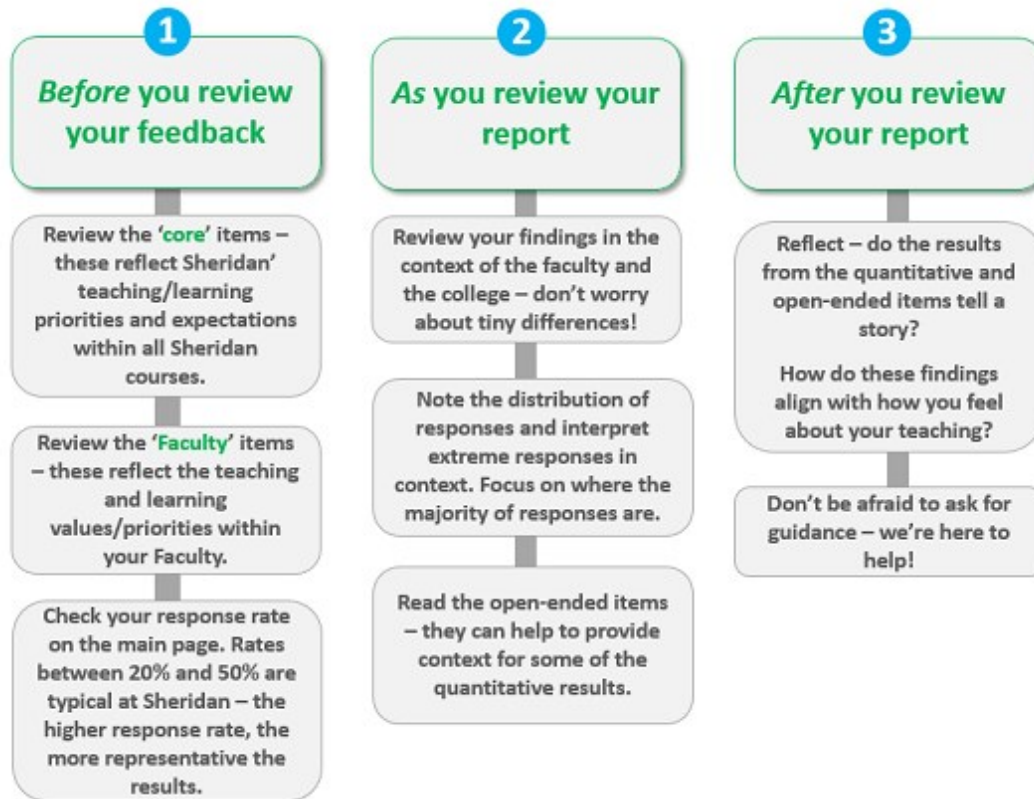 1
Before you review
your feedback
Review the ‘core’ items –
these reflect Sheridan’
teaching/learning
priorities and expectations
within all Sheridan
courses.
Review the ‘Faculty’ items
– these reflect the teaching
and learning
values/priorities within
your Faculty.
Check your response rate
on the main page. Rates
between 20% and 50% are
typical at Sheridan – the
higher response rate, the
more representative the
results.
2
As you review your
report
Review your findings in the
context of the faculty and
the college – don’t worry
about tiny differences!
Note the distribution of
responses and interpret
extreme responses in
context. Focus on where the
majority of responses are.
Read the open-ended items
– they can help to provide
context for some of the
quantitative results.
3
After you review
your report
Reflect – do the results
from the quantitative and
open-ended items tell a
story?
How do these findings
align with how you feel
about your teaching?
Don’t be afraid to ask for
guidance – we’re here to
help!